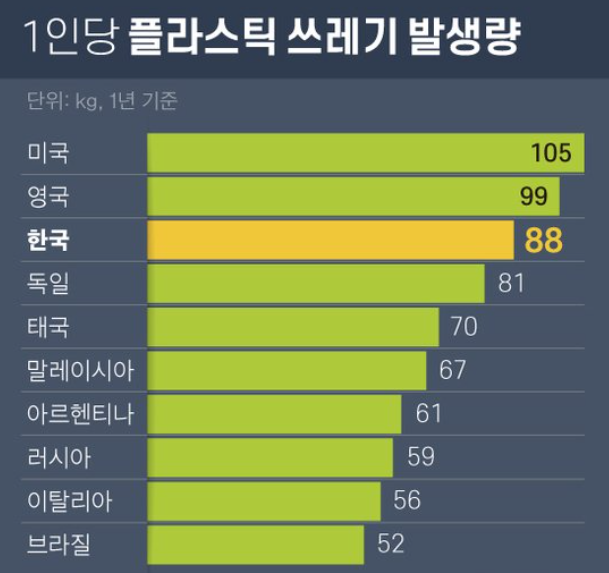 1인당 플라스틱 쓰레기 발생량
단위: kg, 1년 기준
미국 105
영국 99
한국 88
독일 81
태국 70
말레이시아 67
아르헨티나 61
러시아 59
이탈리아 56
브라질 52